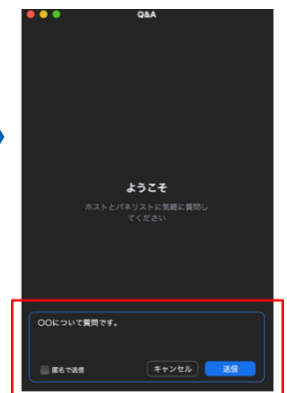 Q&A
ようこそ
ホストとパネリストに気軽に質問し
てください
〇〇について質問です。
匿名で送信
キャンセル
送信